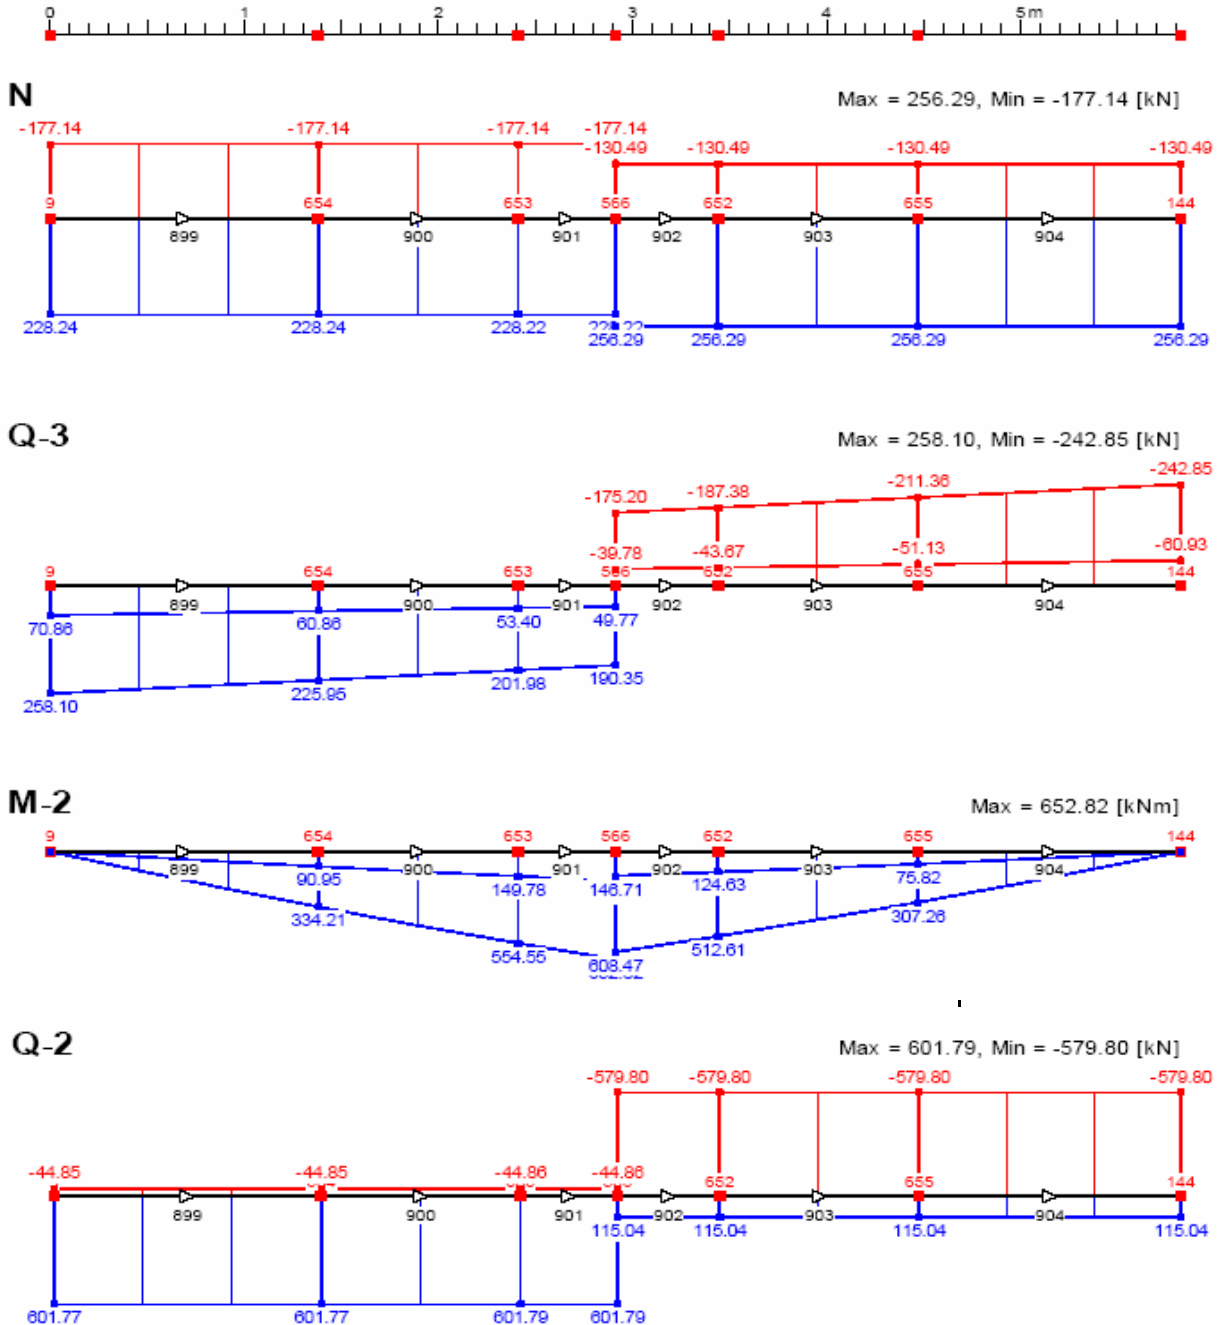 0 1 2 3 4 5m
N
Max = 256.29, Min = -177.14 [kN]
-177.14 -177.14 -177.14 -177.14
-130.49 -130.49 -130.49 -130.49
9 654 653 566 652 655 144
899 900 901 902 903 904
228.24 228.24 228.22 228.22
256.29 256.29 256.29 256.29
Q-3
Max = 258.10, Min = -242.85 [kN]
-175.20 -187.38 -211.36 -242.85
-39.78 -43.67 -51.13 -60.93
9 654 653 566 652 655 144
899 900 901 902 903 904
70.86 60.86 53.40 49.77
258.10 225.95 201.98 190.35
M-2
Max = 652.82 [kNm]
9 654 653 566 652 655 144
899 900 901 902 903 904
90.95 149.78 146.71 124.63 75.82
334.21 554.55 608.47 512.61 307.26
Q-2
Max = 601.79, Min = -579.80 [kN]
-579.80 -579.80 -579.80 -579.80
-44.85 -44.85 -44.86 -44.86
652 655 144
899 900 901 902 903 904
115.04 115.04 115.04 115.04
601.77 601.77 601.79 601.79